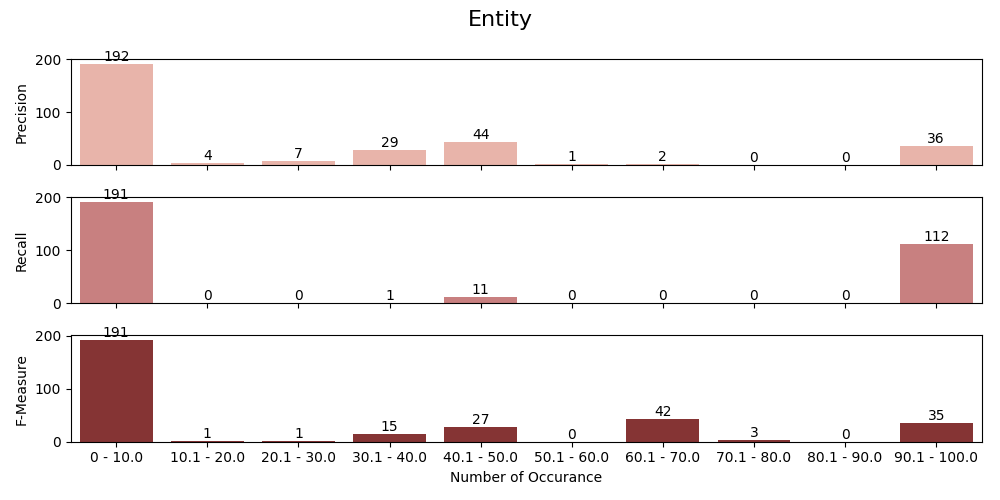 Entity
200
100
0
Precision
192
4
7
29
44
1
2
0
0
36
200
100
0
Recall
191
0
0
1
11
0
0
0
0
112
200
100
0
F-Measure
191
1
1
15
27
0
42
3
0
35
0 - 10.0
10.1 - 20.0
20.1 - 30.0
30.1 - 40.0
40.1 - 50.0
50.1 - 60.0
60.1 - 70.0
70.1 - 80.0
80.1 - 90.0
90.1 - 100.0
Number of Occurance